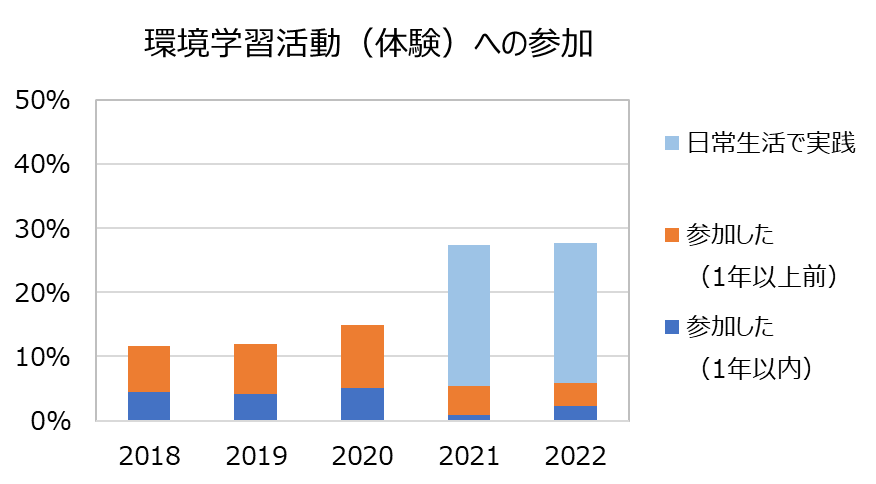 環境学習活動（体験）への参加
50%
40%
30%
20%
10%
0%
2018 2019 2020 2021 2022
日常生活で実践
参加した
（1年以上前）
参加した
（1年以内）